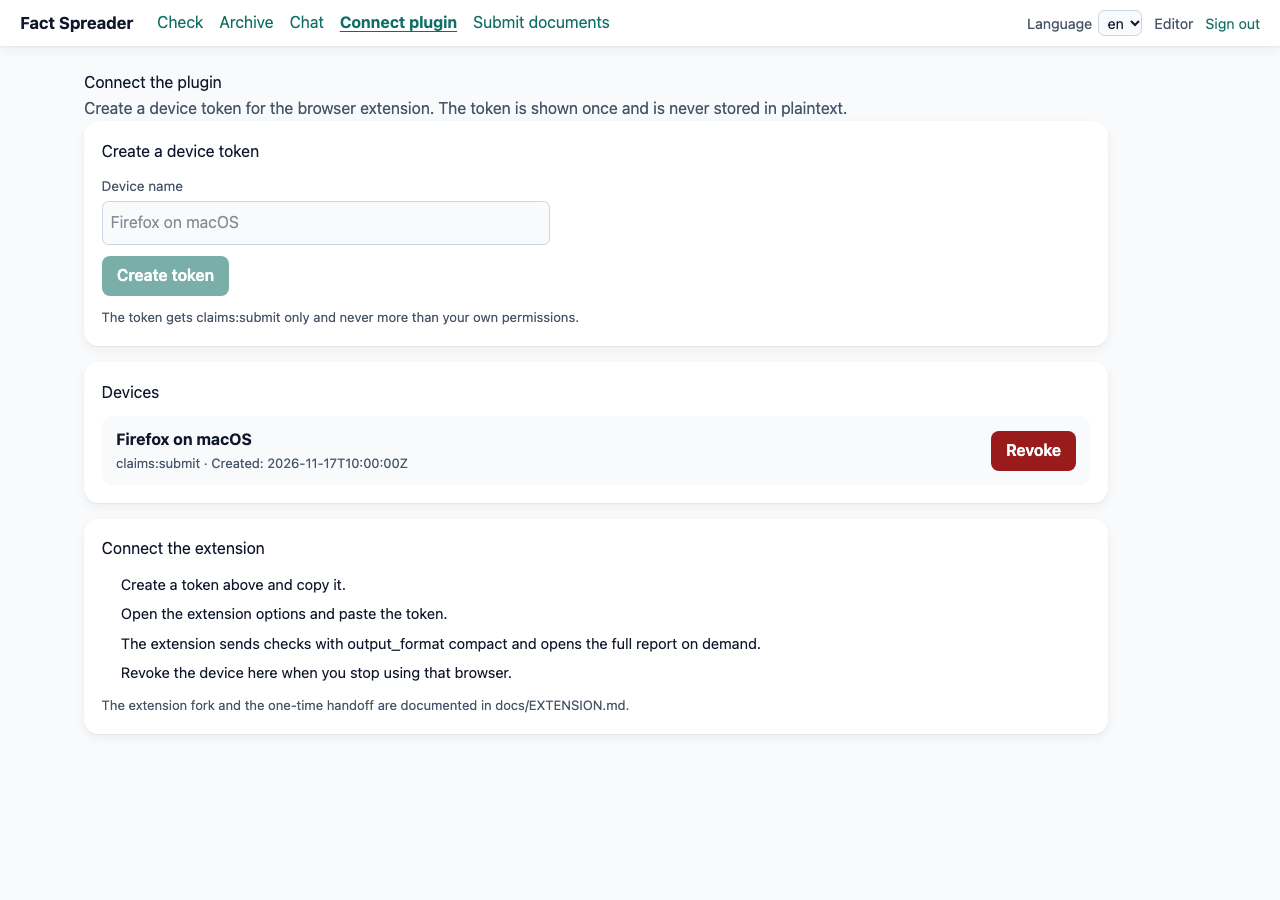 Fact Spreader Check Archive Chat Connect plugin Submit documents Language en Editor Sign out
Connect the plugin
Create a device token for the browser extension. The token is shown once and is never stored in plaintext.
Create a device token
Device name
Firefox on macOS
Create token
The token gets claims:submit only and never more than your own permissions.
Devices
Firefox on macOS
claims:submit · Created: 2026-11-17T10:00:00Z
Revoke
Connect the extension
Create a token above and copy it.
Open the extension options and paste the token.
The extension sends checks with output_format compact and opens the full report on demand.
Revoke the device here when you stop using that browser.
The extension fork and the one-time handoff are documented in docs/EXTENSION.md.